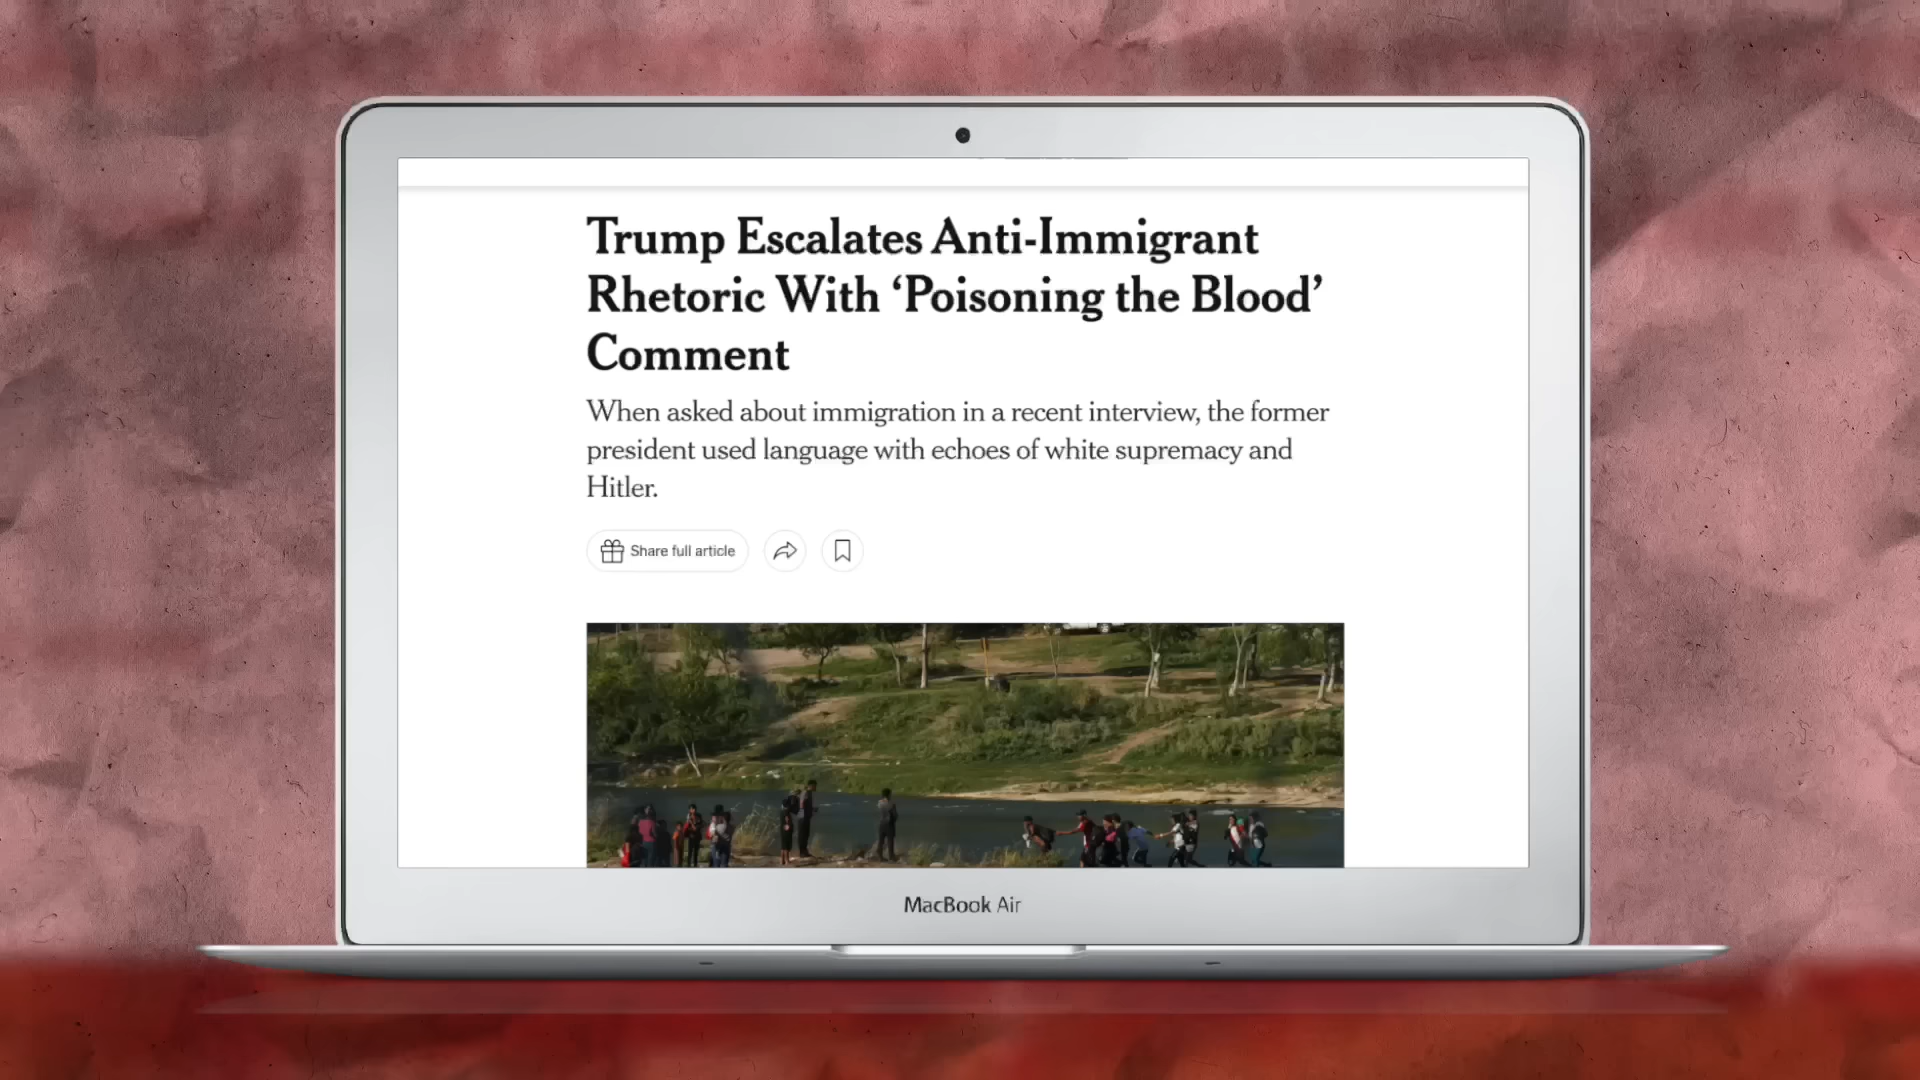 Trump Escalates Anti-Immigrant
Rhetoric With ‘Poisoning the Blood’
Comment
When asked about immigration in a recent interview, the former
president used language with echoes of white supremacy and
Hitler.
Share full article
MacBook Air